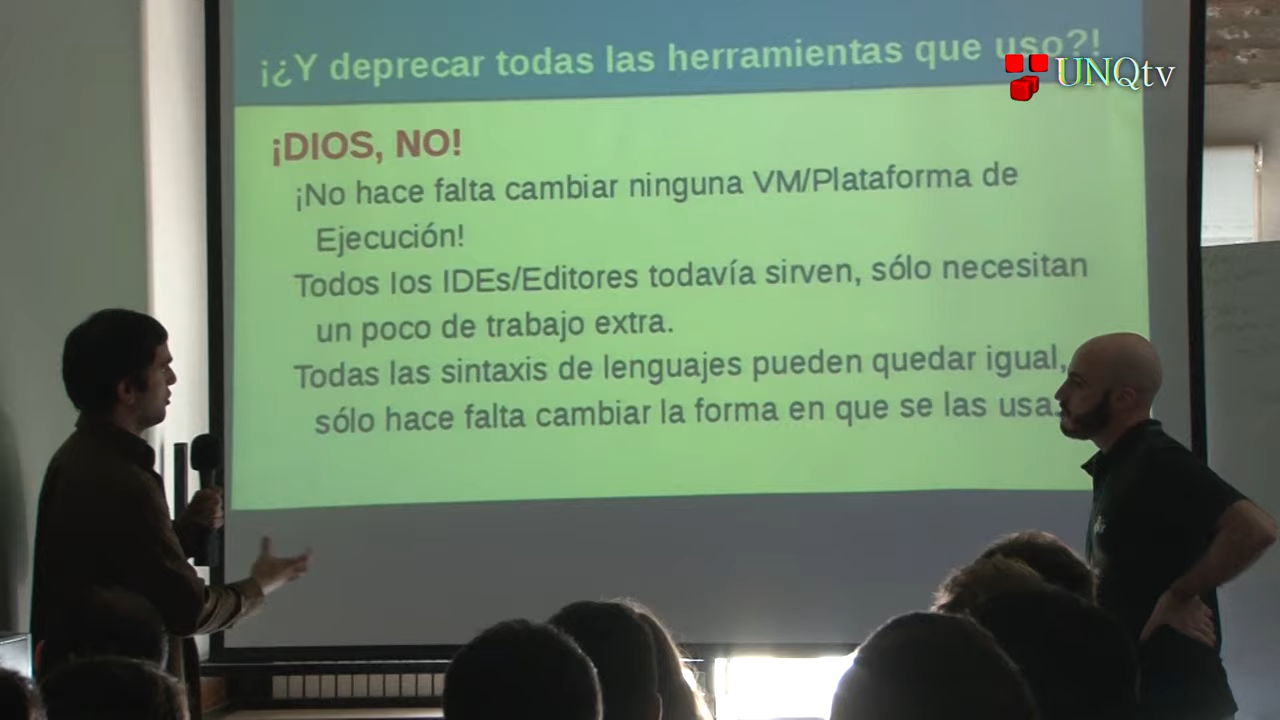 ¡¿Y deprecar todas las herramientas que uso?!
UNQtv
¡DIOS, NO!
¡No hace falta cambiar ninguna VM/Plataforma de
Ejecución!
Todos los IDEs/Editores todavía sirven, sólo necesitan
un poco de trabajo extra.
Todas las sintaxis de lenguajes pueden quedar igual,
sólo hace falta cambiar la forma en que se las usa.